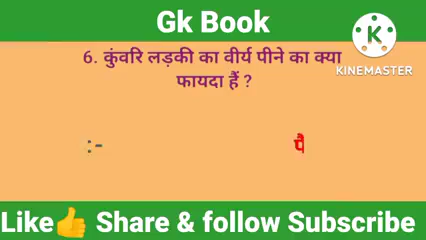 Gk Book
6. कुंवरि लड़की का वीर्य पीने का क्या
फायदा हैं ?
KINEMASTER
:- पै
Like👍 Share & follow Subscribe